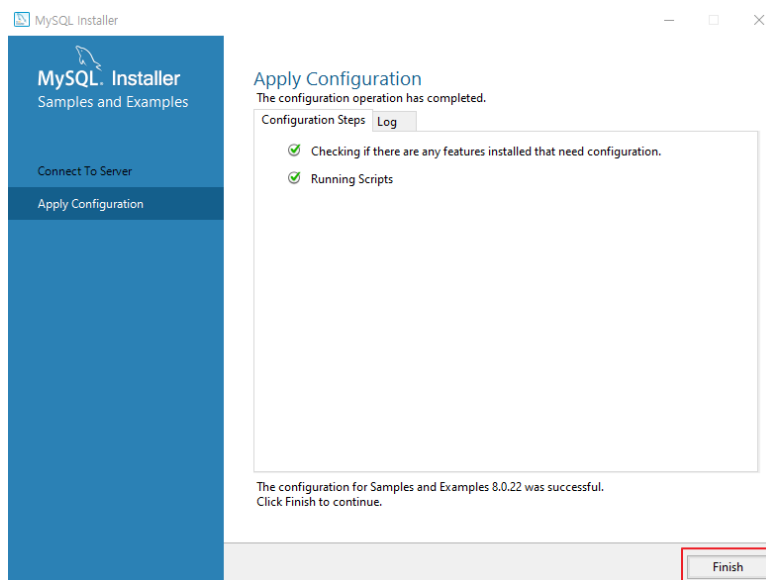 MySQL Installer
MySQL. Installer
Samples and Examples
Connect To Server
Apply Configuration
Apply Configuration
The configuration operation has completed.
Configuration Steps Log
Checking if there are any features installed that need configuration.
Running Scripts
The configuration for Samples and Examples 8.0.22 was successful.
Click Finish to continue.
Finish